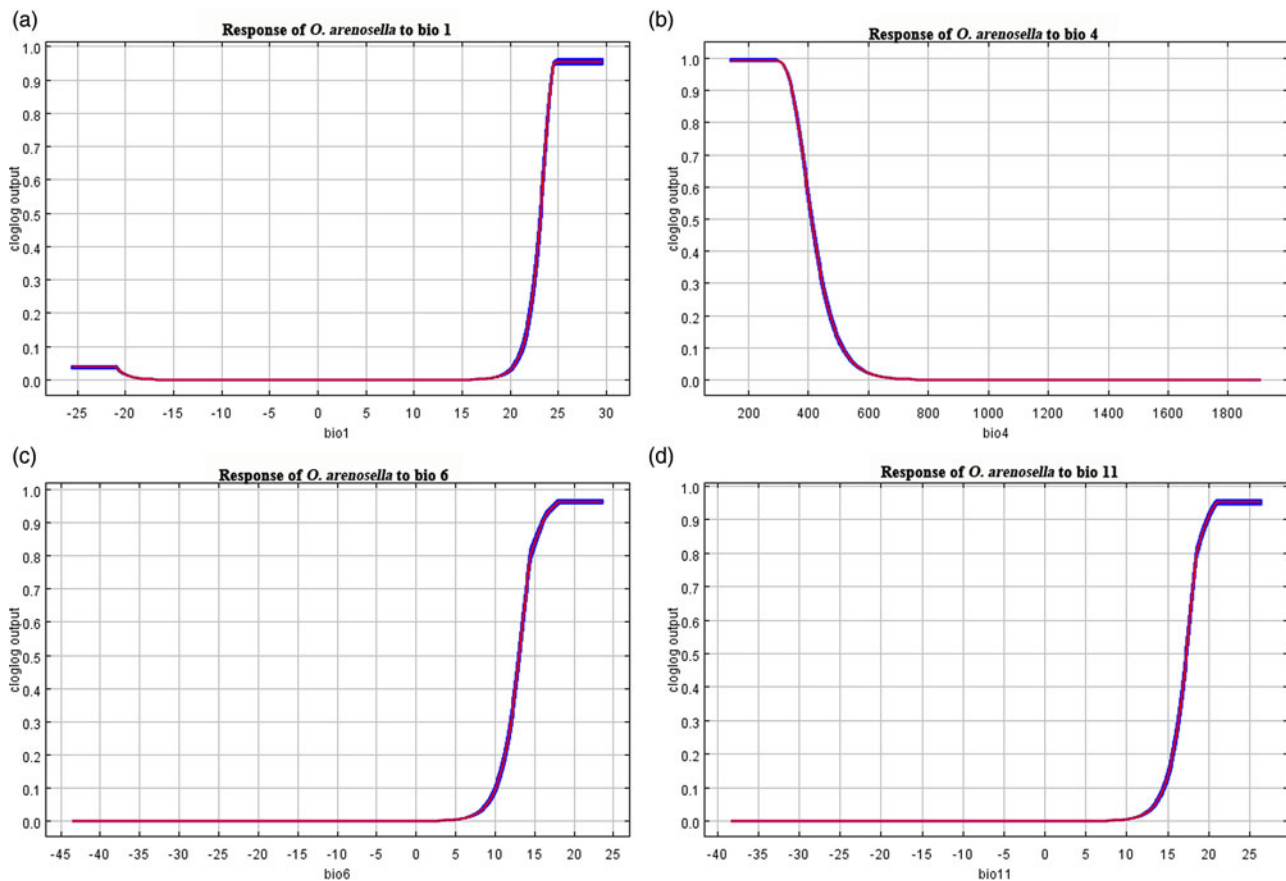 (a)
Response of O. arenosella to bio 1
cloglog output
1.0
0.9
0.8
0.7
0.6
0.5
0.4
0.3
0.2
0.1
0.0
-25 -20 -15 -10 -5 0 5 10 15 20 25 30
bio1
(b)
Response of O. arenosella to bio 4
cloglog output
1.0
0.9
0.8
0.7
0.6
0.5
0.4
0.3
0.2
0.1
0.0
200 400 600 800 1000 1200 1400 1600 1800
bio4
(c)
Response of O. arenosella to bio 6
cloglog output
1.0
0.9
0.8
0.7
0.6
0.5
0.4
0.3
0.2
0.1
0.0
-45 -40 -35 -30 -25 -20 -15 -10 -5 0 5 10 15 20 25
bio6
(d)
Response of O. arenosella to bio 11
cloglog output
1.0
0.9
0.8
0.7
0.6
0.5
0.4
0.3
0.2
0.1
0.0
-40 -35 -30 -25 -20 -15 -10 -5 0 5 10 15 20 25
bio11